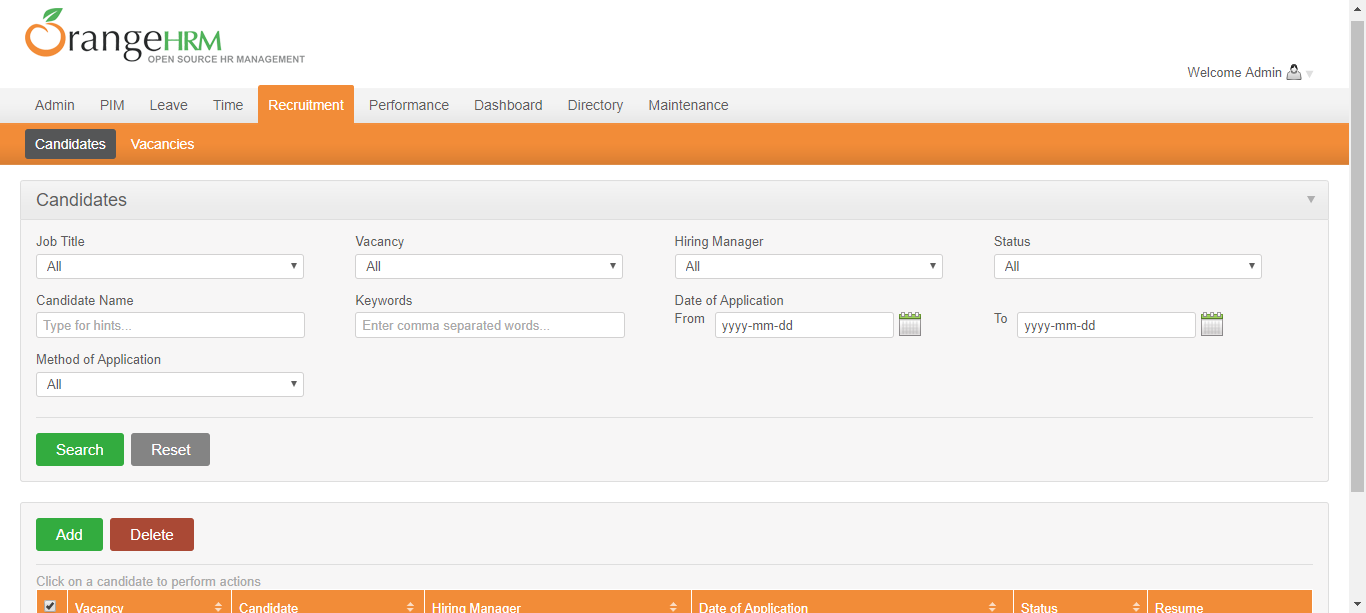 OrangeHRM
OPEN SOURCE HR MANAGEMENT
Welcome Admin
Admin PIM Leave Time Recruitment Performance Dashboard Directory Maintenance
Candidates Vacancies
Candidates
Job Title Vacancy Hiring Manager Status
All All All All
Candidate Name Keywords Date of Application
Type for hints... Enter comma separated words... From yyyy-mm-dd To yyyy-mm-dd
Method of Application
All
Search Reset
Add Delete
Click on a candidate to perform actions
Vacancy Candidate Hiring Manager Date of Application Status Resume